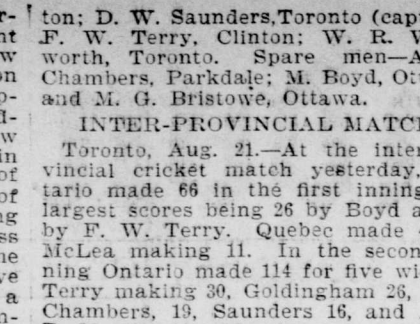 ton; D. W. Saunders, Toronto (cap
F. W. Terry, Clinton; W. R. W
worth, Toronto. Spare men—A
Chambers, Parkdale; M. Boyd, Ot
and M. G. Bristowe, Ottawa.
INTER-PROVINCIAL MATC
Toronto, Aug. 21.—At the inter
vincial cricket match yesterday,
tario made 66 in the first inning
largest scores being 26 by Boyd a
by F. W. Terry. Quebec made
McLea making 11. In the secon
ning Ontario made 114 for five wi
Terry making 30, Goldingham 26,
Chambers, 19, Saunders 16, and